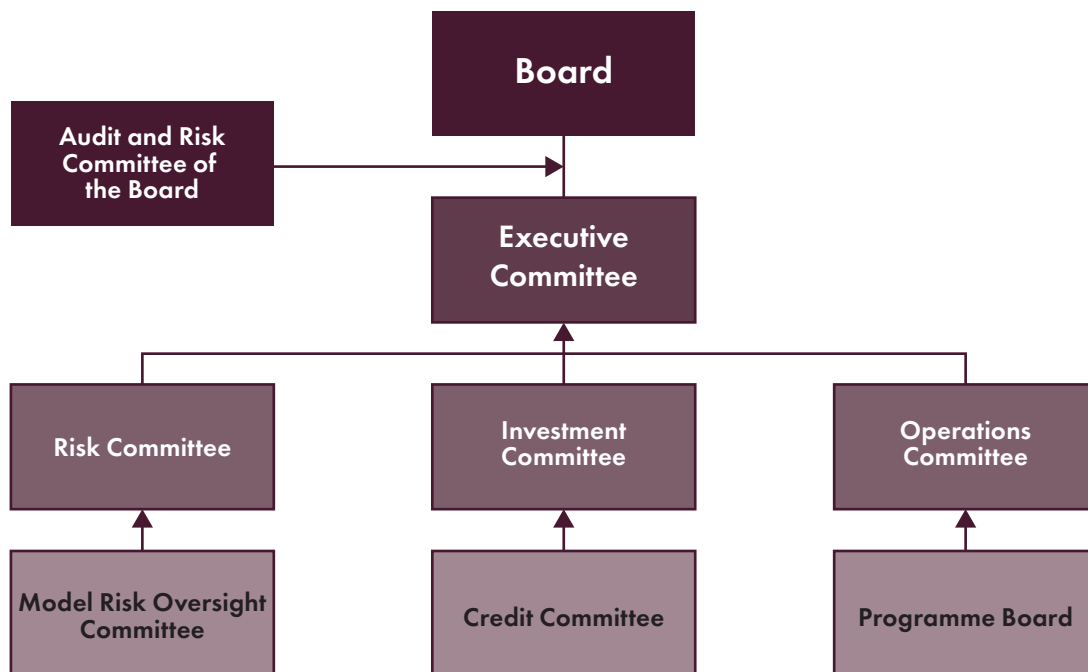 Board
Audit and Risk
Committee of
the Board
Executive
Committee
Risk Committee
Investment
Committee
Operations
Committee
Model Risk Oversight
Committee
Credit Committee
Programme Board